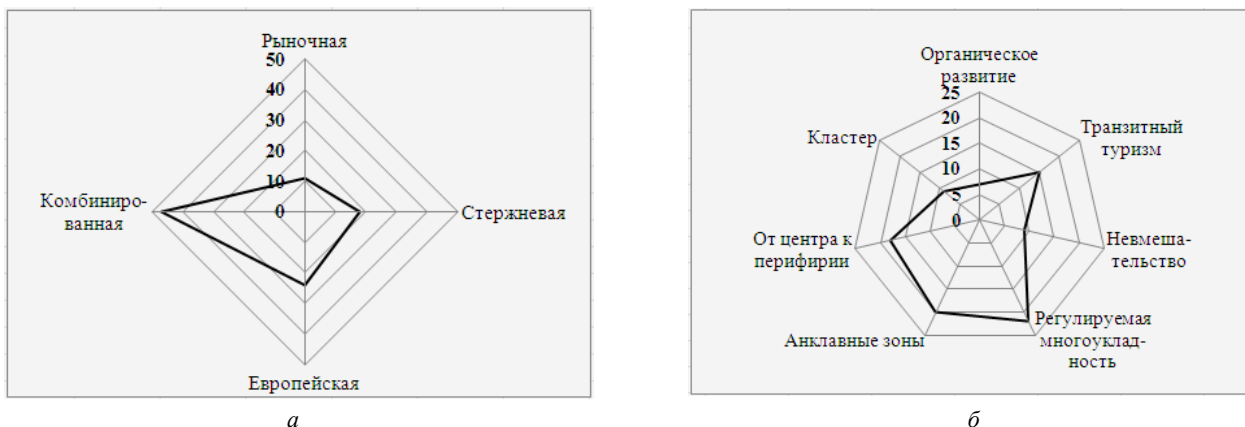 Рыночная
50
40
30
20
10
0
Комбиниро-
ванная
Стержневая
Европейская
а
Органическое
развитие
25
20
15
10
5
0
Кластер
Транзитный
туризм
От центра к
перифирии
Невмеша-
тельство
Анклавные зоны
Регулируемая
многоуклад-
ность
б